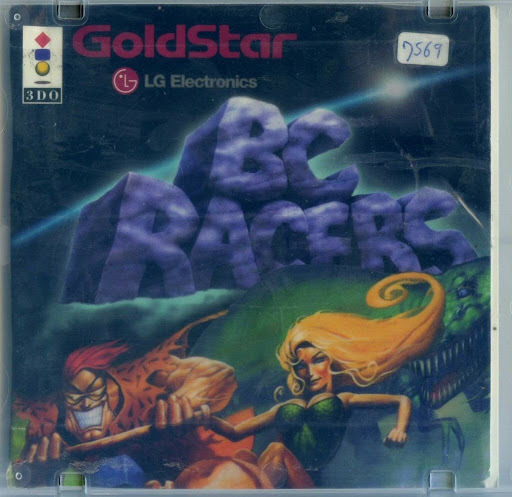 GoldStar
LG Electronics
3DO
7569
BC
RACERS